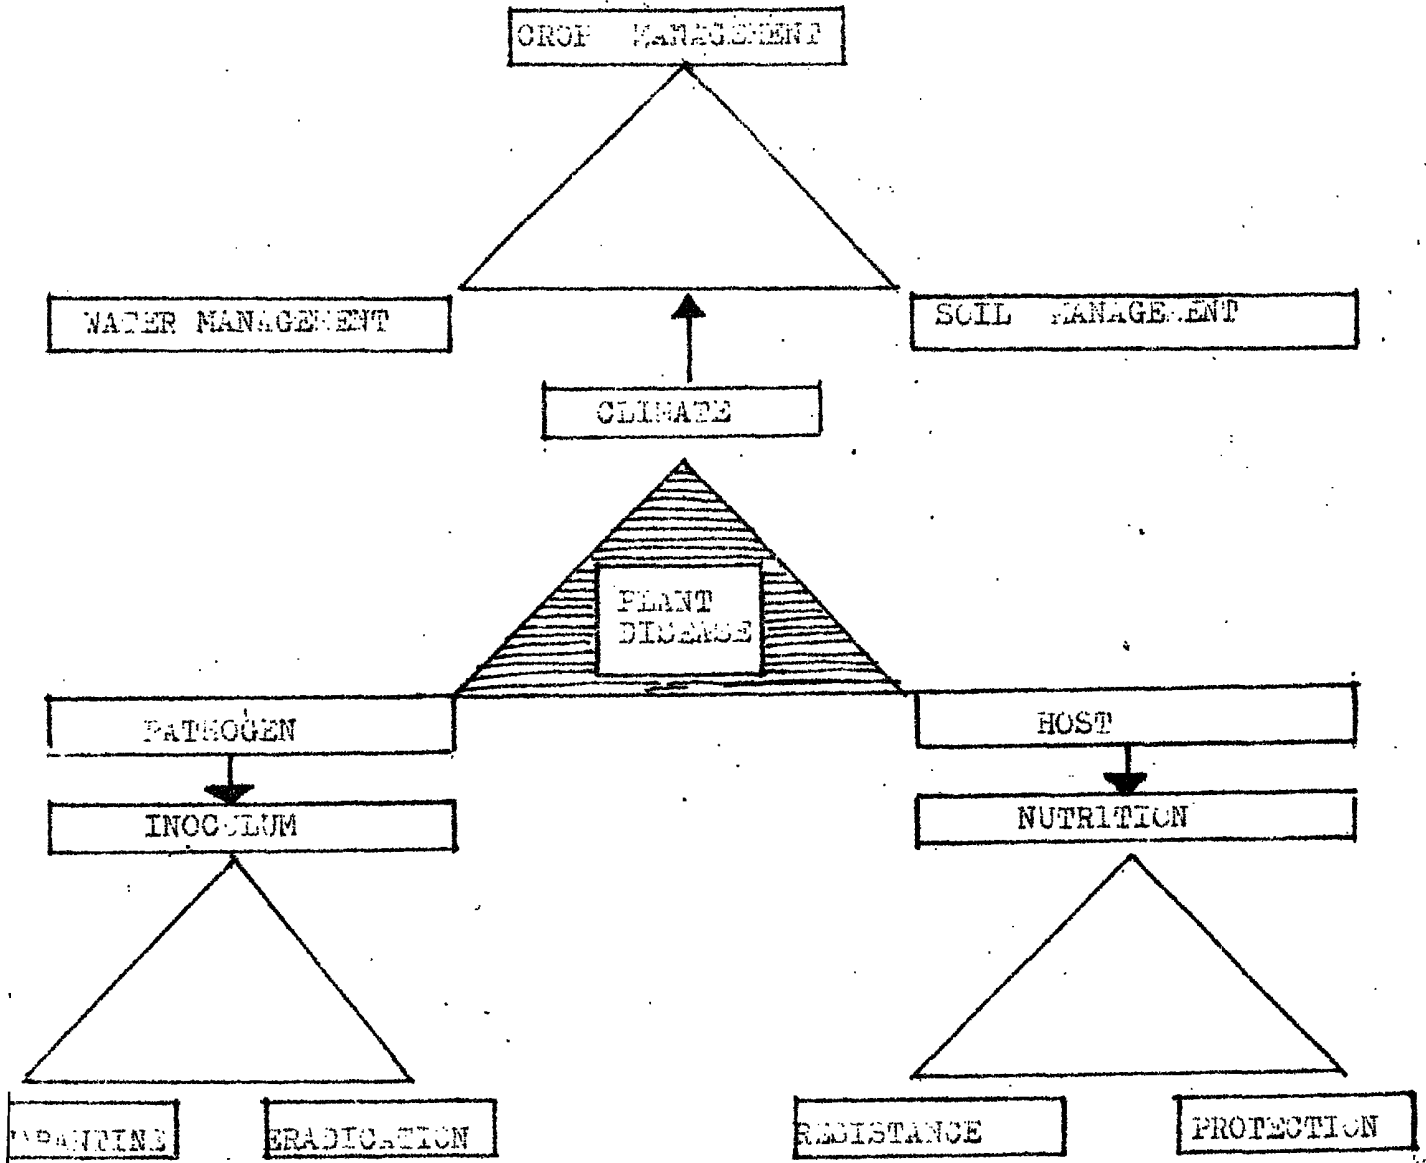 CROP MANAGEMENT
WATER MANAGEMENT
SOIL MANAGEMENT
CLIMATE
PLANT
DISEASE
PATHOGEN
HOST
INOCULUM
NUTRITION
ERADICATION
RESISTANCE
PROTECTION